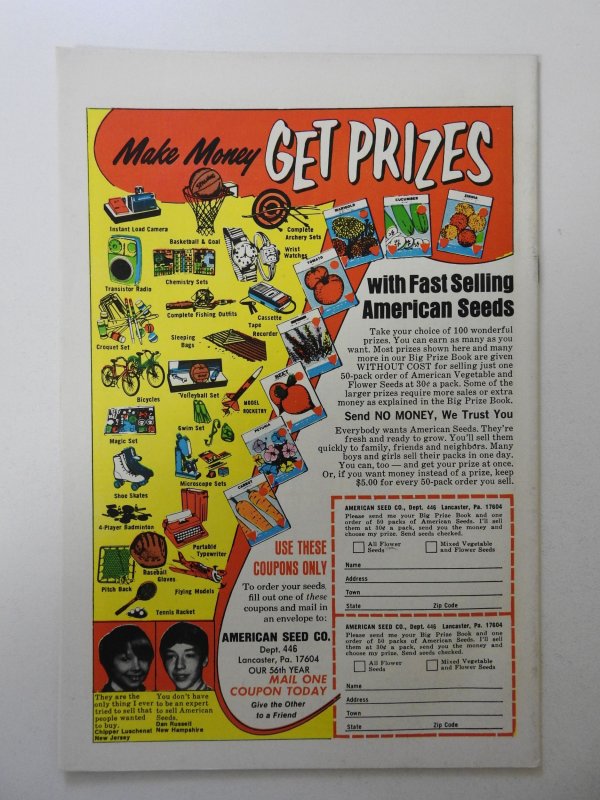 Make Money GET PRIZES
Instant Load Camera
Basketball & Goal
Complete
Archery Sets
Wrist
Watches
Transistor Radio
Chemistry Sets
Complete Fishing Outfits
Cassette
Tape
Recorder
Croquet Set
Sleeping
Bags
Bicycles
Volleyball Set
MODEL
ROCKETRY
Magic Set
Swim Set
Shoe Skates
Microscope Sets
4-Player Badminton
Portable
Typewriter
Baseball
Gloves
Pitch Back
Flying Models
Tennis Racket
MARIGOLD
CUCUMBER
ZINNIA
TOMATO
BEET
PETUNIA
CARROT
with Fast Selling
American Seeds
Take your choice of 100 wonderful
prizes. You can earn as many as you
want. Most prizes shown here and many
more in our Big Prize Book are given
WITHOUT COST for selling just one
50-pack order of American Vegetable and
Flower Seeds at 30¢ a pack. Some of the
larger prizes require more sales or extra
money as explained in the Big Prize Book.
Send NO MONEY, We Trust You
Everybody wants American Seeds. They're
fresh and ready to grow. You'll sell them
quickly to family, friends and neighbors. Many
boys and girls sell their packs in one day.
You can, too — and get your prize at once.
Or, if you want money instead of a prize, keep
$5.00 for every 50-pack order you sell.
USE THESE
COUPONS ONLY
To order your seeds,
fill out one of these
coupons and mail in
an envelope to:
AMERICAN SEED CO.
Dept. 446
Lancaster, Pa. 17604
OUR 56th YEAR
MAIL ONE
COUPON TODAY
Give the Other
to a Friend
They are the
only thing I ever
tried to sell that
people wanted
to buy.
Chipper Luschenat
New Jersey
You don't have
to be an expert
to sell American
Seeds.
Dan Russell
New Hampshire
AMERICAN SEED CO., Dept. 446 Lancaster, Pa. 17604
Please send me your Big Prize Book and one
order of 50 packs of American Seeds. I'll sell
them at 30¢ a pack, send you the money and
choose my prize. Send seeds checked.
All Flower
Seeds
Mixed Vegetable
and Flower Seeds
Name
Address
Town
State Zip Code
AMERICAN SEED CO., Dept. 446 Lancaster, Pa. 17604
Please send me your Big Prize Book and one
order of 50 packs of American Seeds. I'll sell
them at 30¢ a pack, send you the money and
choose my prize. Send seeds checked.
All Flower
Seeds
Mixed Vegetable
and Flower Seeds
Name
Address
Town
State Zip Code